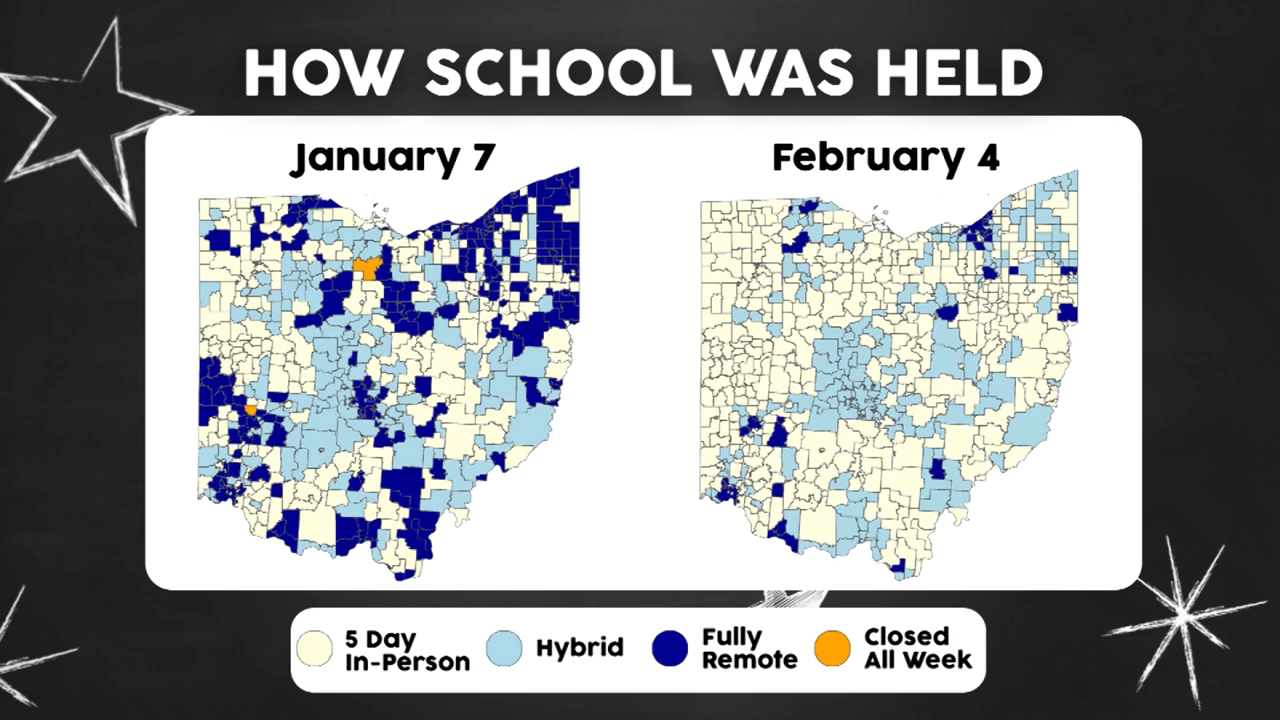 HOW SCHOOL WAS HELD
January 7
February 4
5 Day
In-Person
Hybrid
Fully
Remote
Closed
All Week